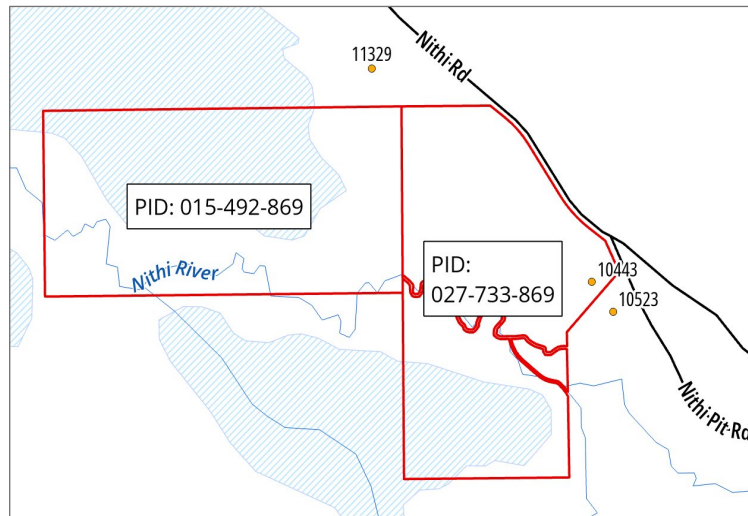 Nithi Rd
11329
PID: 015-492-869
PID:
027-733-869
Nithi River
10443
10523
Nithi Pit Rd